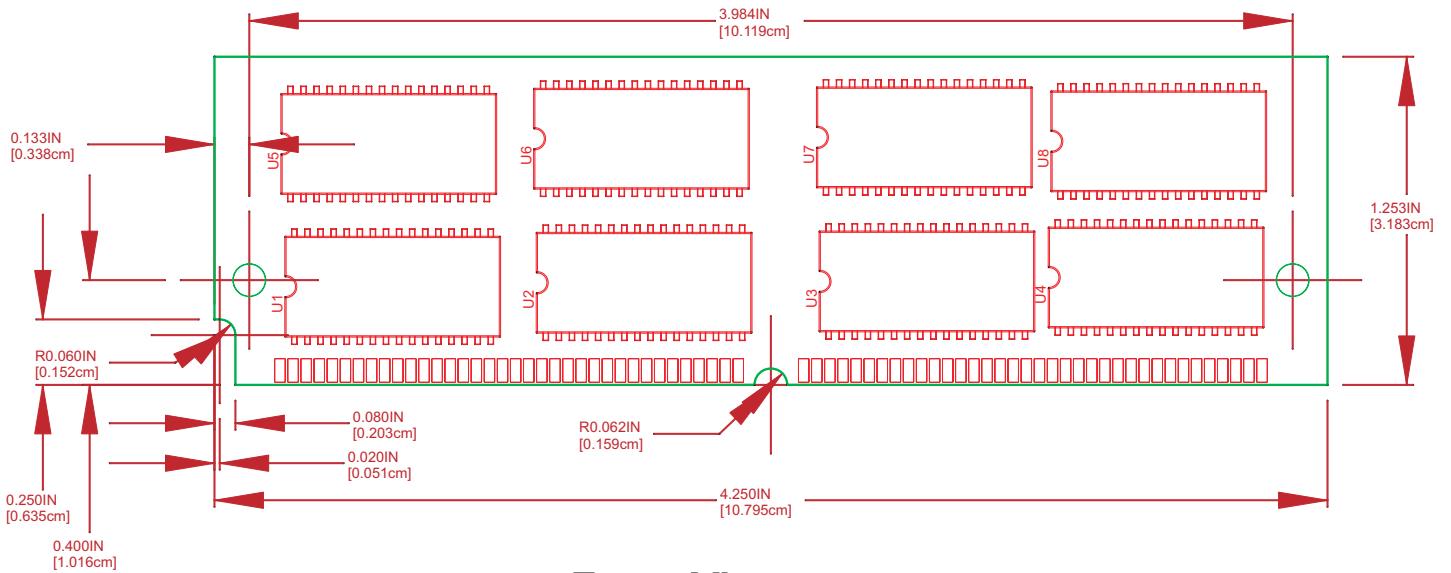 3.984IN
[10.119cm]
0.133IN
[0.338cm]
U5
U6
U7
U8
1.253IN
[3.183cm]
U1
U2
U3
U4
R0.060IN
[0.152cm]
0.080IN
[0.203cm]
R0.062IN
[0.159cm]
0.020IN
[0.051cm]
0.250IN
[0.635cm]
4.250IN
[10.795cm]
0.400IN
[1.016cm]